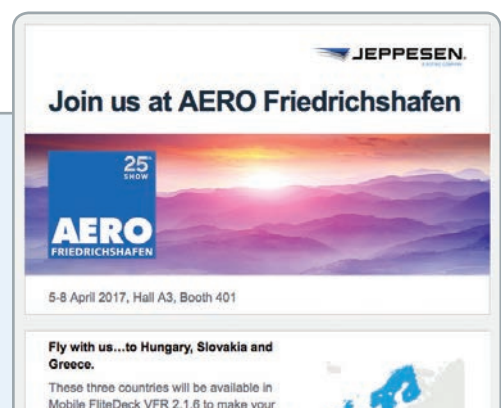 JEPPESEN.
Join us at AERO Friedrichshafen
25th
SHOW
AERO
FRIEDRICHSHAFEN
5-8 April 2017, Hall A3, Booth 401
Fly with us...to Hungary, Slovakia and
Greece.
These three countries will be available in
Mobile FliteDeck VFR 2.1.6 to make your